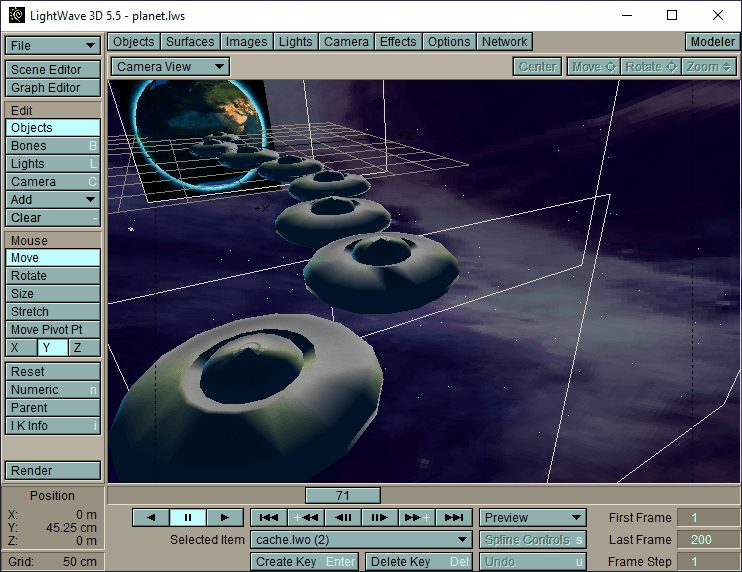 LightWave 3D 5.5 - planet.lws
File
Objects Surfaces Images Lights Camera Effects Options Network Modeler
Camera View Center Move Rotate Zoom
Scene Editor
Graph Editor
Edit
Objects
Bones B
Lights L
Camera C
Add
Clear -
Mouse
Move
Rotate
Size
Stretch
Move Pivot Pt
X Y Z
Reset
Numeric n
Parent
I K Info i
Render
+X
Position
X: 0 m
Y: 45.25 cm
Z: 0 m
Grid: 50 cm
71
Preview
First Frame 1
Selected Item cache.lwo (2)
Spline Controls s
Last Frame 200
Create Key Enter
Delete Key Del
Undo u
Frame Step 1